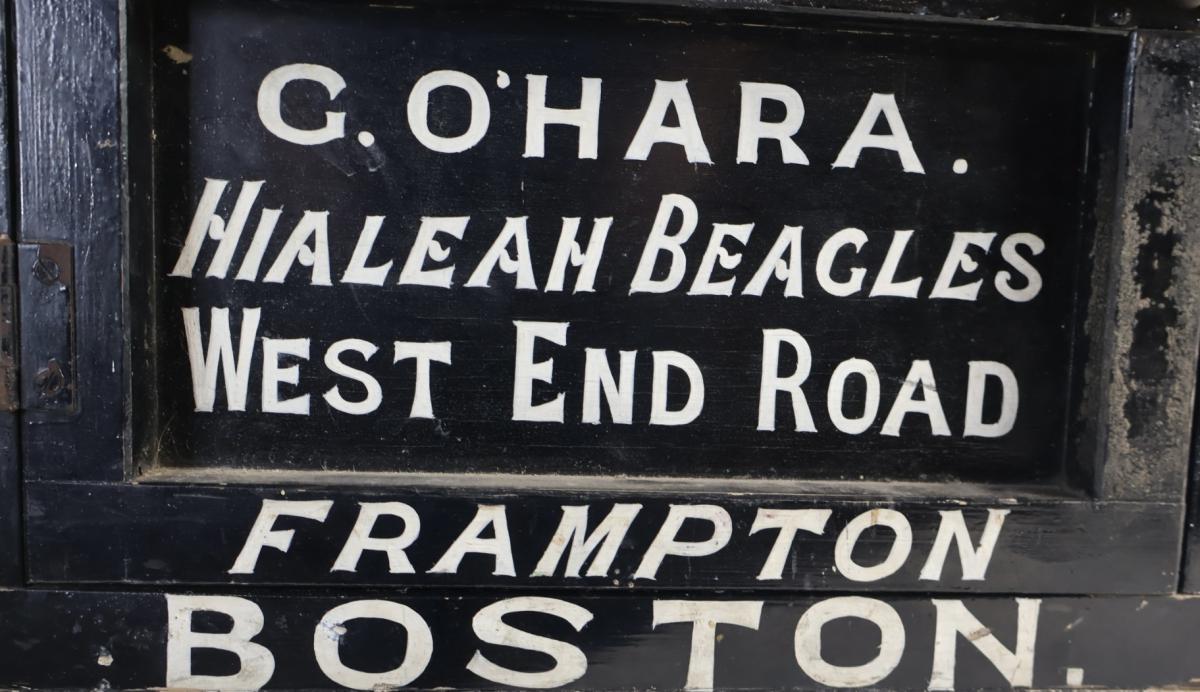 G. O'HARA.
HIALEAH BEAGLES
WEST END ROAD
FRAMPTON
BOSTON.